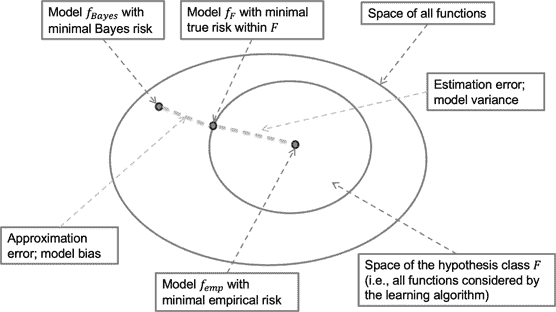 Model f_Bayes with
minimal Bayes risk
Model f_F with minimal
true risk within F
Space of all functions
Estimation error;
model variance
Approximation
error; model bias
Model f_emp with
minimal empirical risk
Space of the hypothesis class F
(i.e., all functions considered
by the learning algorithm)